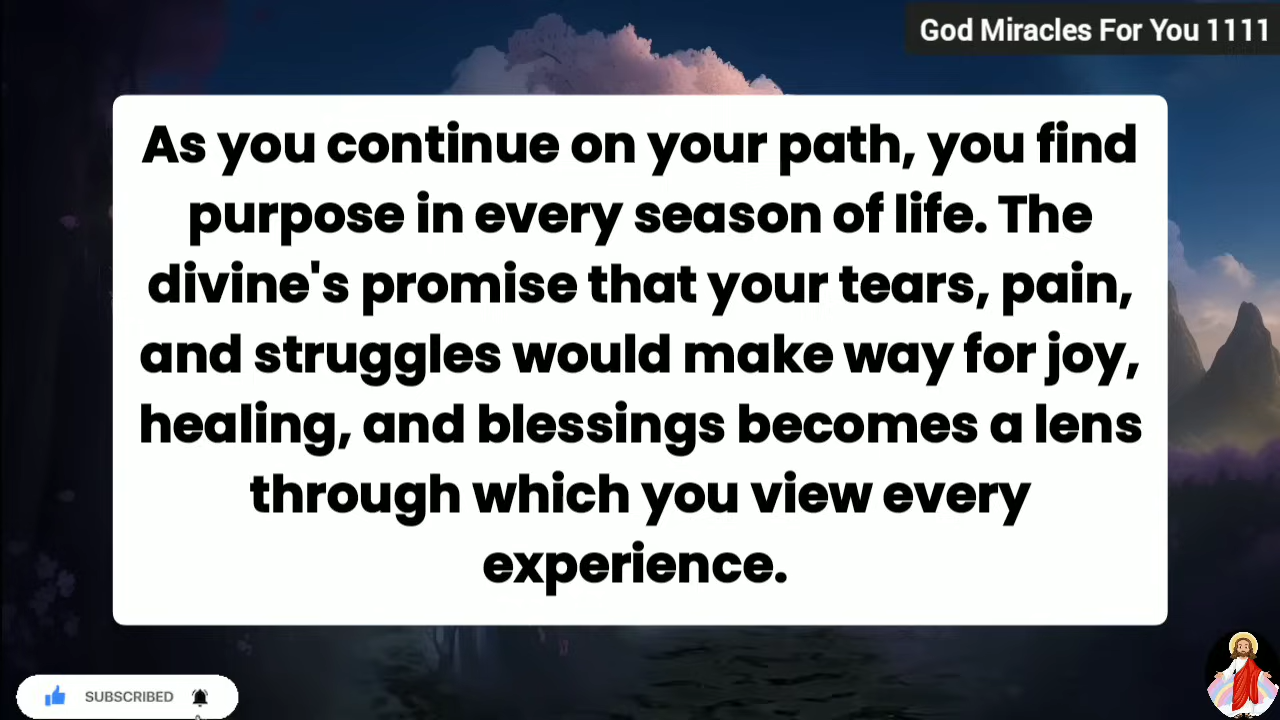 God Miracles For You 1111
As you continue on your path, you find
purpose in every season of life. The
divine's promise that your tears, pain,
and struggles would make way for joy,
healing, and blessings becomes a lens
through which you view every
experience.
SUBSCRIBED